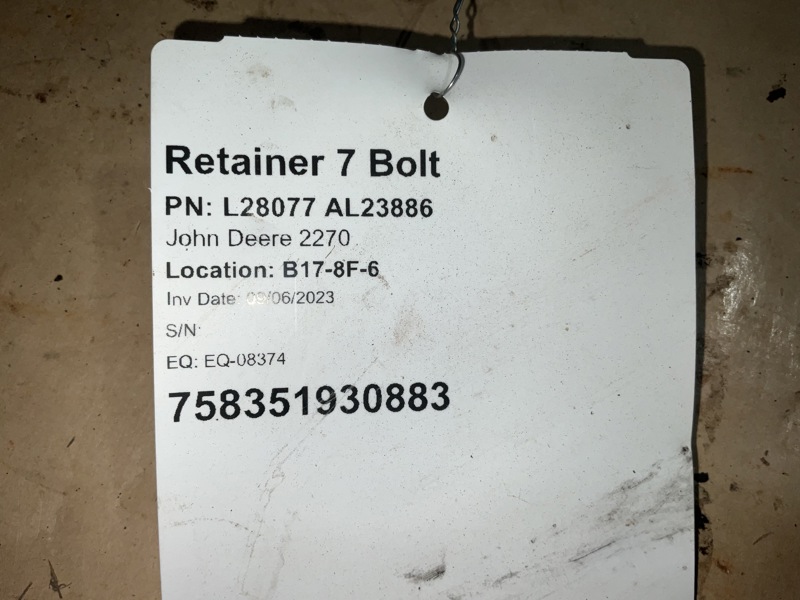 Retainer 7 Bolt
PN: L28077 AL23886
John Deere 2270
Location: B17-8F-6
Inv Date: /06/2023
S/N:
EQ: EQ-08374
758351930883